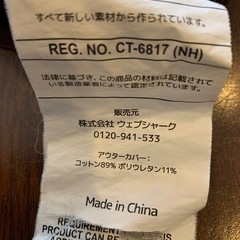 すべて新しい素材から作られています。
REG. NO. CT-6817 (NH)
法律に基づき、この商品の材料は記載されて
いる製造業者によって認定されています。
販売元
株式会社 ウェブシャーク
0120-941-533
アウターカバー：
コットン89% ポリウレタン11%
Made in China
REQUIREMENT
PRODUCT CAN BE